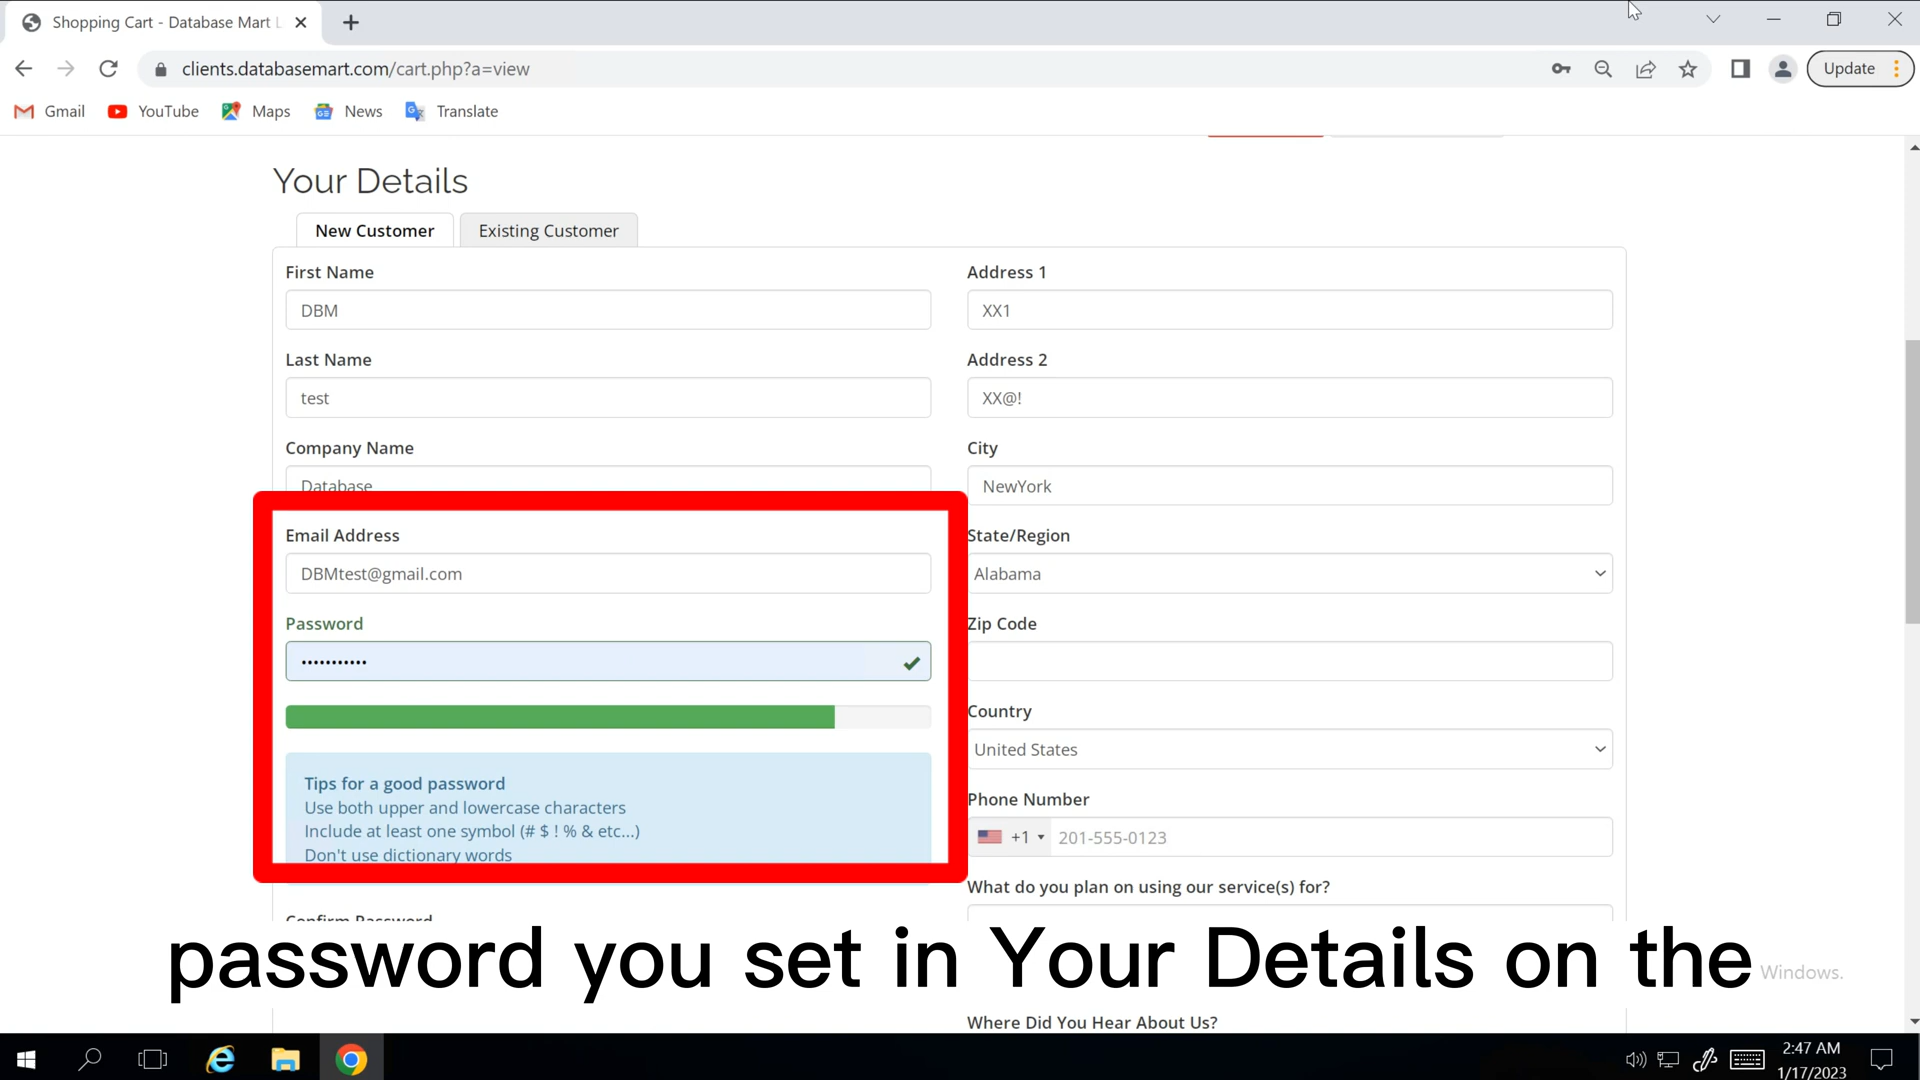 Shopping Cart - Database Mart L
clients.databasemart.com/cart.php?a=view
Update
Gmail
YouTube
Maps
News
Translate
Your Details
New Customer
Existing Customer
First Name
DBM
Last Name
test
Company Name
Database
Email Address
DBMtest@gmail.com
Password
•••••••••••
Tips for a good password
Use both upper and lowercase characters
Include at least one symbol (# $ ! % & etc...)
Don't use dictionary words
Confirm Password
Address 1
XX1
Address 2
XX@!
City
NewYork
State/Region
Alabama
Zip Code
Country
United States
Phone Number
+1
201-555-0123
What do you plan on using our service(s) for?
password you set in Your Details on the
Windows.
Where Did You Hear About Us?
2:47 AM
1/17/2023